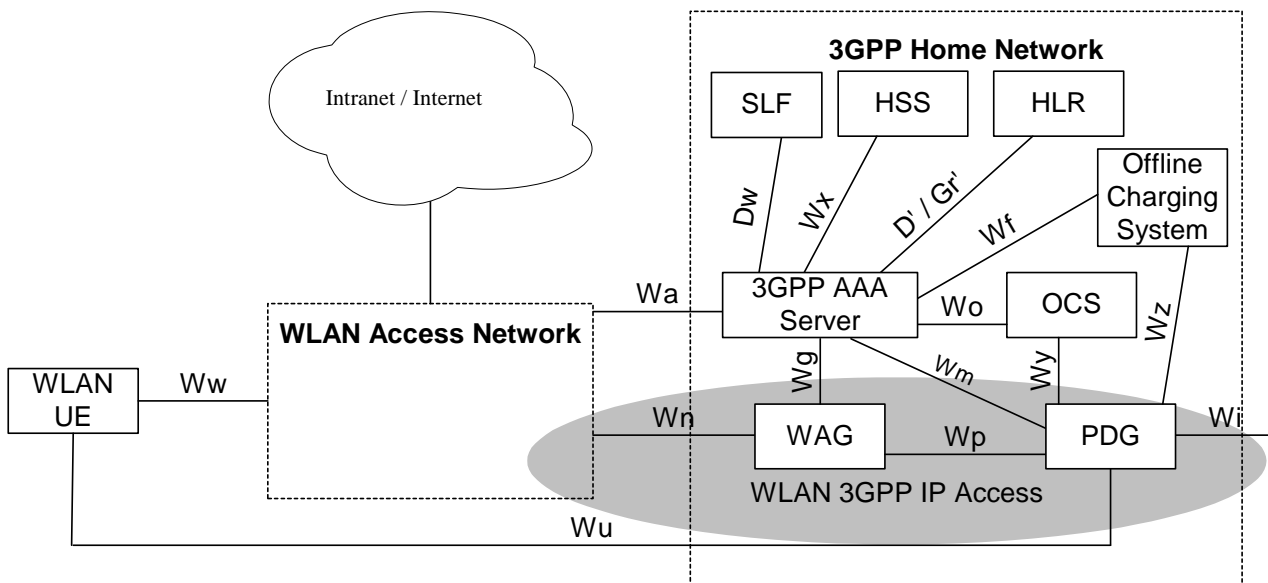 3GPP Home Network
Intranet / Internet
SLF
HSS
HLR
Offline
Charging
System
Dw
Wx
D' / Gr'
Wf
Wa
3GPP AAA
Server
Wo
OCS
Wz
WLAN Access Network
Wg
Wm
Wy
WLAN
UE
Ww
Wn
WAG
Wp
PDG
Wi
WLAN 3GPP IP Access
Wu